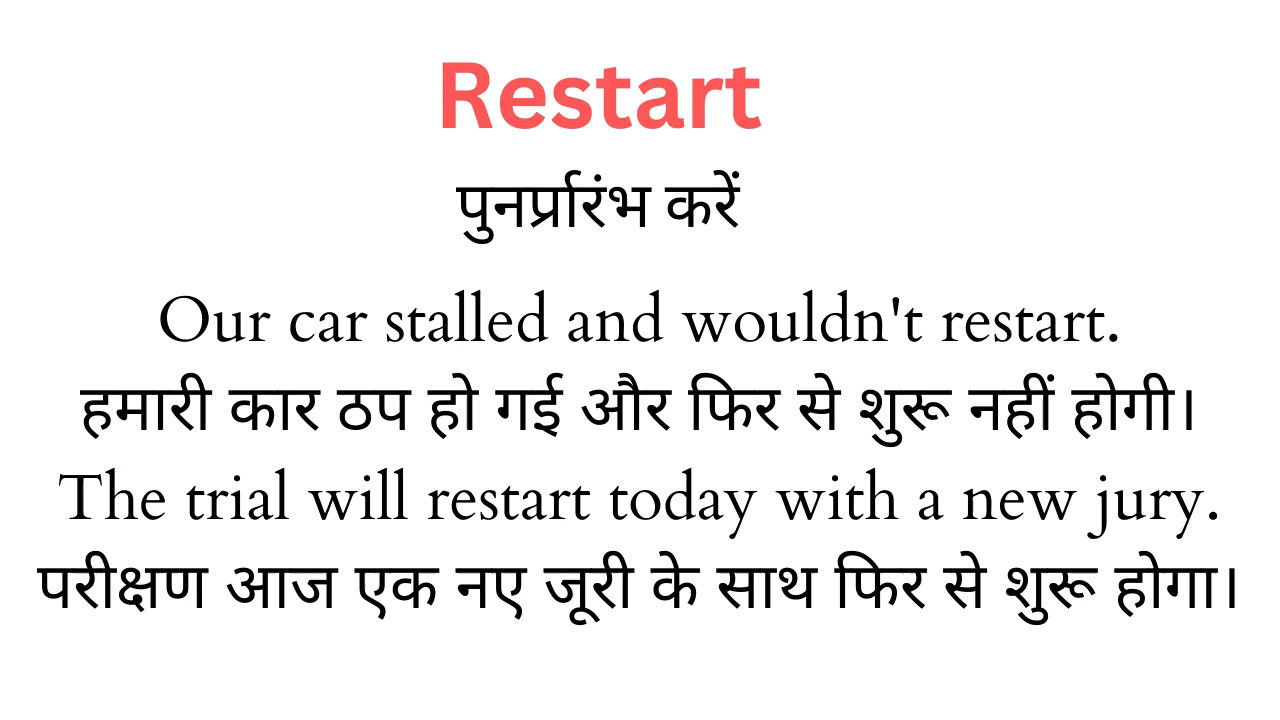 Restart
पुनर्प्रारंभ करें
Our car stalled and wouldn't restart.
हमारी कार ठप हो गई और फिर से शुरू नहीं होगी।
The trial will restart today with a new jury.
परीक्षण आज एक नए जूरी के साथ फिर से शुरू होगा।